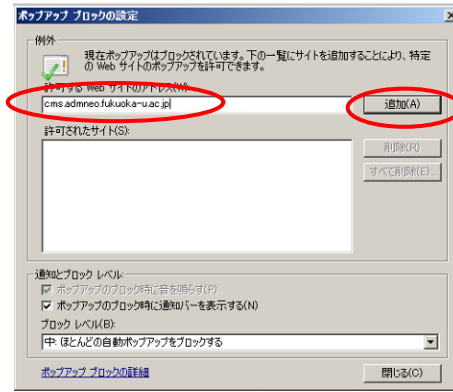 ポップアップ ブロックの設定
例外
現在ポップアップはブロックされています。下の一覧にサイトを追加することにより、特定
の Web サイトのポップアップを許可できます。
許可する Web サイトのアドレス(W):
cms.admneo.fukuoka-u.ac.jp
追加(A)
許可されたサイト(S):
削除(R)
すべて削除(E)...
通知とブロック レベル:
ポップアップのブロック時に音を鳴らす(P)
ポップアップのブロック時に通知バーを表示する(N)
ブロック レベル(B):
中: ほとんどの自動ポップアップをブロックする
ポップアップ ブロックの詳細
閉じる(C)